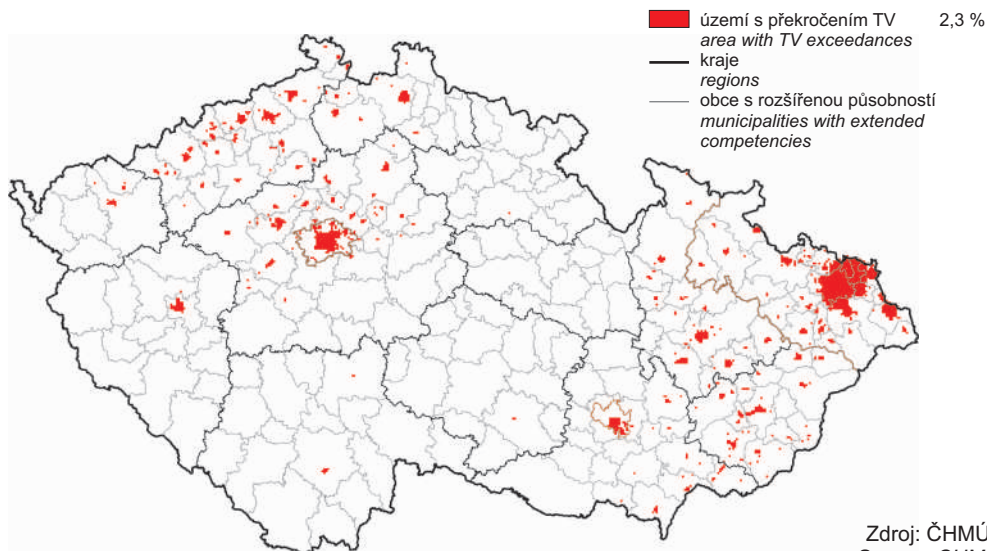 území s překročením TV 2,3 %
area with TV exceedances
kraje
regions
obce s rozšířenou působností
municipalities with extended
competencies
Zdroj: ČHMÚ